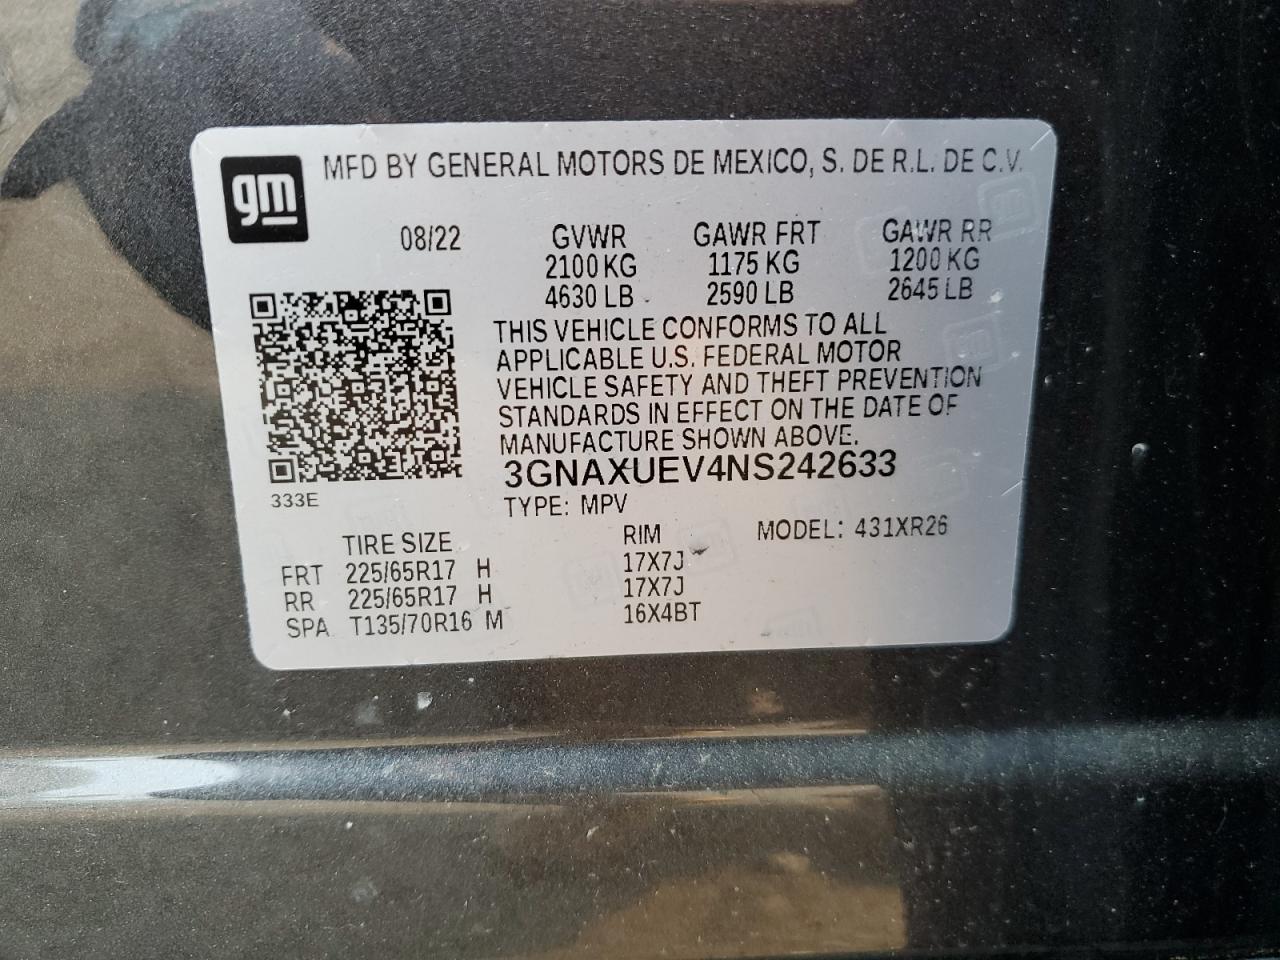 gm
MFD BY GENERAL MOTORS DE MEXICO, S. DE R.L. DE C.V.
08/22 GVWR GAWR FRT GAWR RR
2100 KG 1175 KG 1200 KG
4630 LB 2590 LB 2645 LB
THIS VEHICLE CONFORMS TO ALL
APPLICABLE U.S. FEDERAL MOTOR
VEHICLE SAFETY AND THEFT PREVENTION
STANDARDS IN EFFECT ON THE DATE OF
MANUFACTURE SHOWN ABOVE.
3GNAXUEV4NS242633
333E
TYPE: MPV
TIRE SIZE RIM MODEL: 431XR26
FRT 225/65R17 H 17X7J
RR 225/65R17 H 17X7J
SPA T135/70R16 M 16X4BT